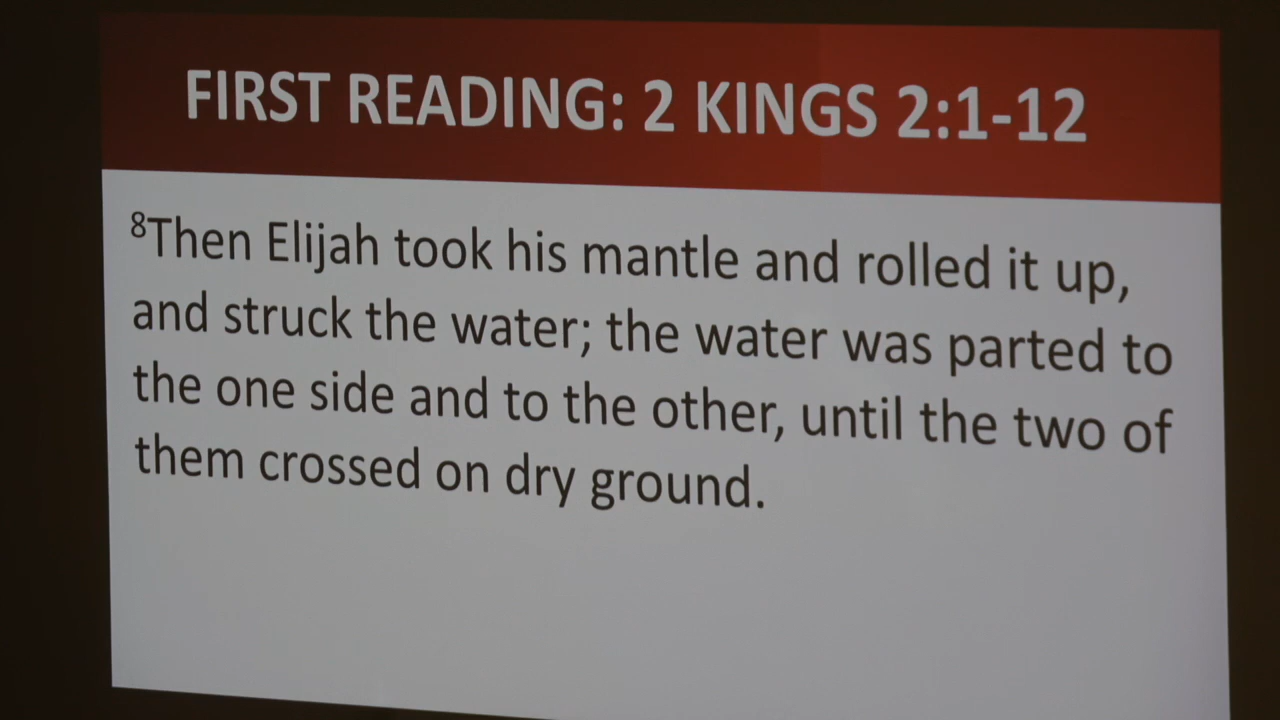 FIRST READING: 2 KINGS 2:1-12
⁸Then Elijah took his mantle and rolled it up,
and struck the water; the water was parted to
the one side and to the other, until the two of
them crossed on dry ground.